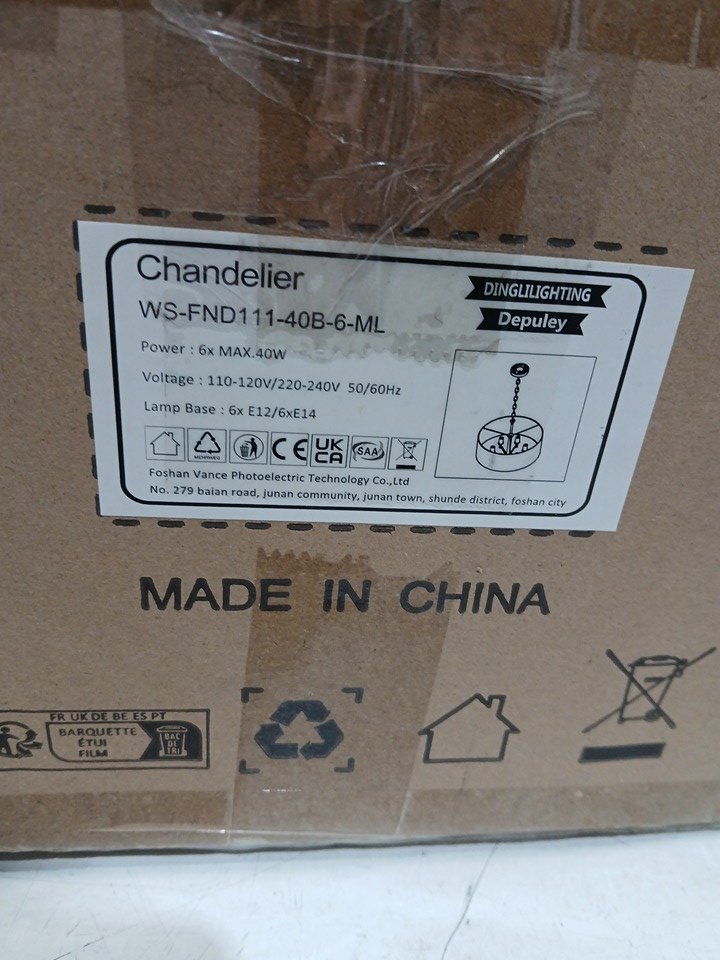 Chandelier
DINGLILIGHTING
WS-FND111-40B-6-ML
Depuley
Power : 6x MAX.40W
Voltage : 110-120V/220-240V 50/60Hz
Lamp Base : 6x E12/6xE14
MEHRWEG
CE
UK
CA
SAA
Foshan Vance Photoelectric Technology Co.,Ltd
No. 279 baian road, junan community, junan town, shunde district, foshan city
MADE IN CHINA
FR UK DE BE ES PT
BARQUETTE
ÉTUI
FILM
BAC
DE
TRI